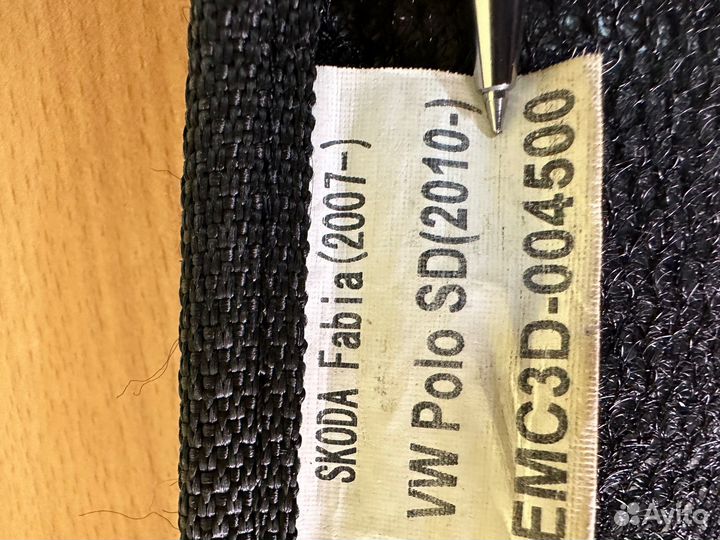 SKODA Fabia(2007-)
VW Polo SD(2010-)
EMC3D-004500
Avito